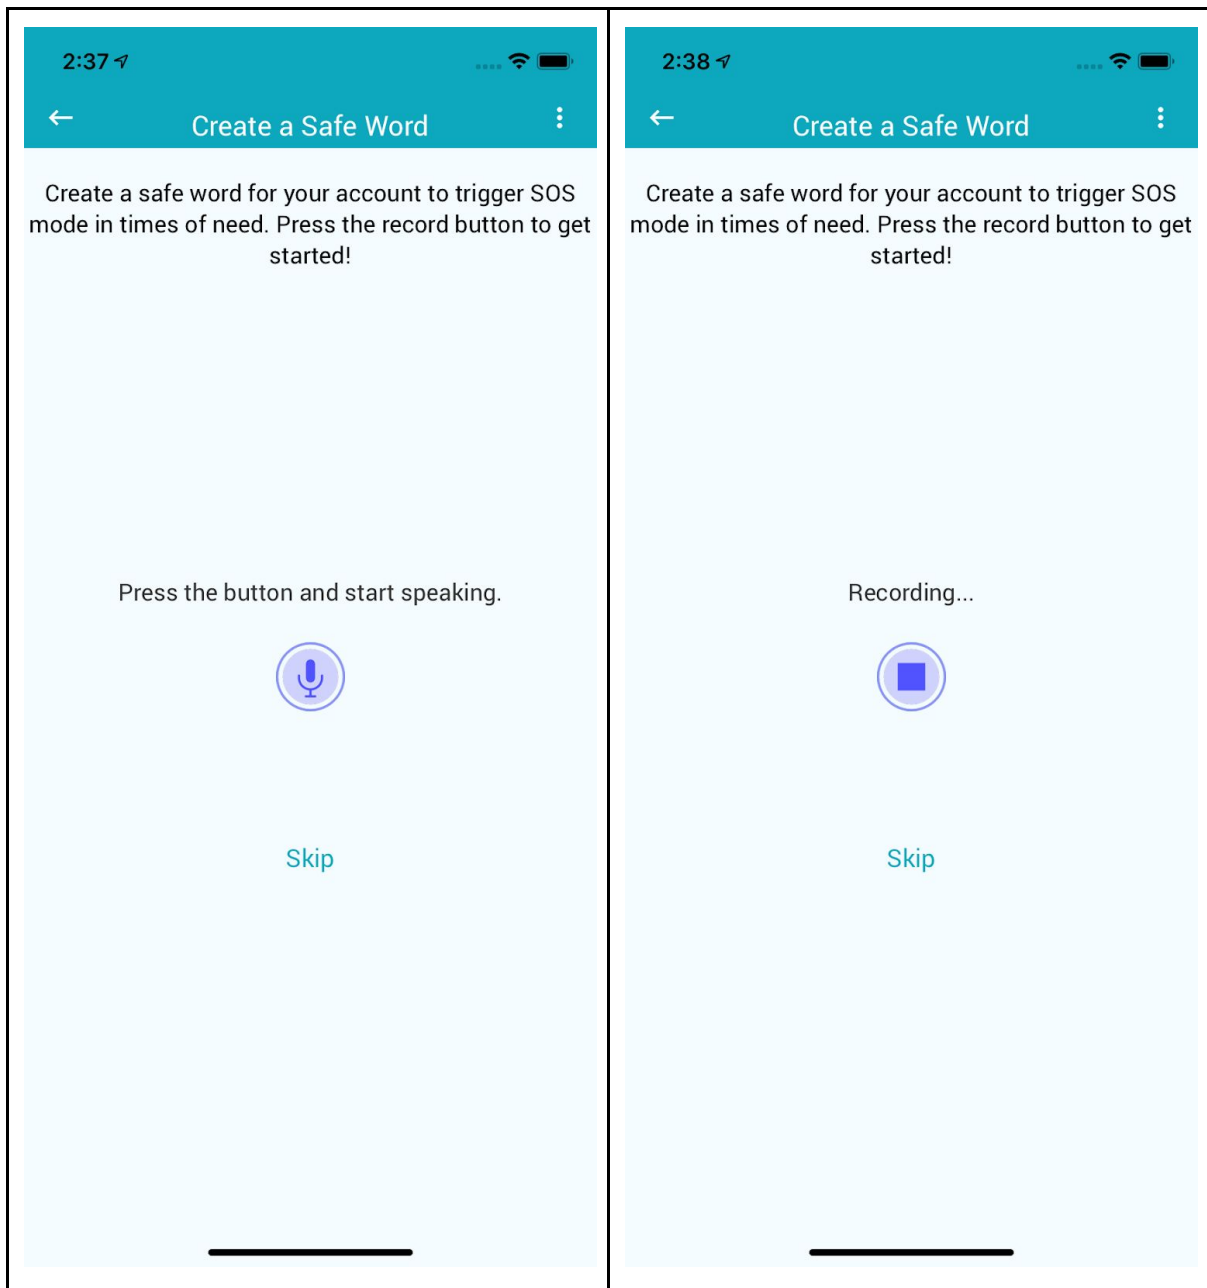 2:37
Create a Safe Word
Create a safe word for your account to trigger SOS
mode in times of need. Press the record button to get
started!
Press the button and start speaking.
Skip
2:38
Create a Safe Word
Create a safe word for your account to trigger SOS
mode in times of need. Press the record button to get
started!
Recording...
Skip